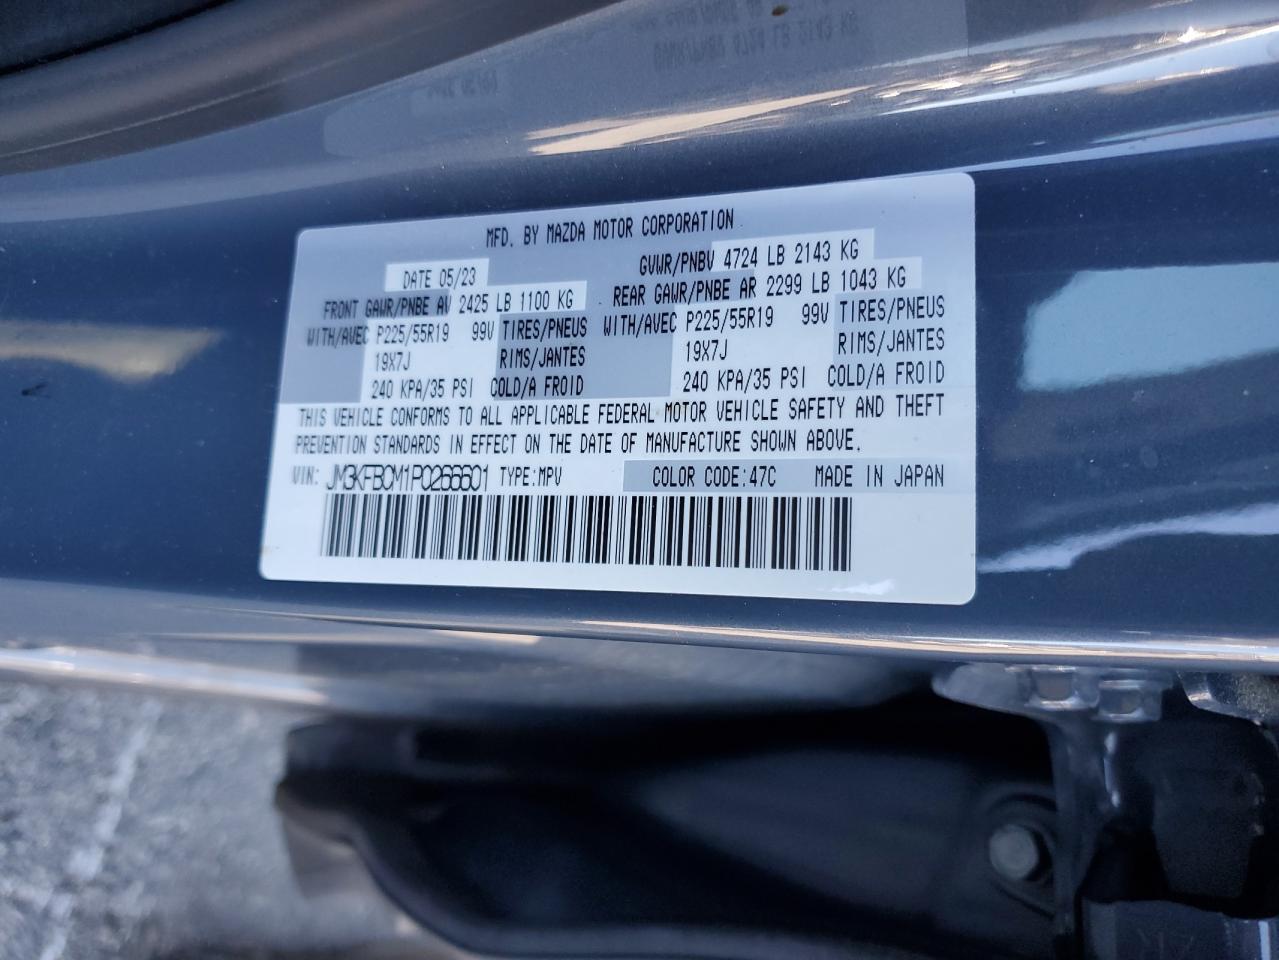 MFD. BY MAZDA MOTOR CORPORATION
DATE 05/23 GVWR/PNBV 4724 LB 2143 KG
FRONT GAWR/PNBE AV 2425 LB 1100 KG REAR GAWR/PNBE AR 2299 LB 1043 KG
WITH/AVEC P225/55R19 99V TIRES/PNEUS WITH/AVEC P225/55R19 99V TIRES/PNEUS
19X7J RIMS/JANTES 19X7J RIMS/JANTES
240 KPA/35 PSI COLD/A FROID 240 KPA/35 PSI COLD/A FROID
THIS VEHICLE CONFORMS TO ALL APPLICABLE FEDERAL MOTOR VEHICLE SAFETY AND THEFT
PREVENTION STANDARDS IN EFFECT ON THE DATE OF MANUFACTURE SHOWN ABOVE.
VIN: JM3KFBCM1P0266601 TYPE:MPV COLOR CODE:47C MADE IN JAPAN